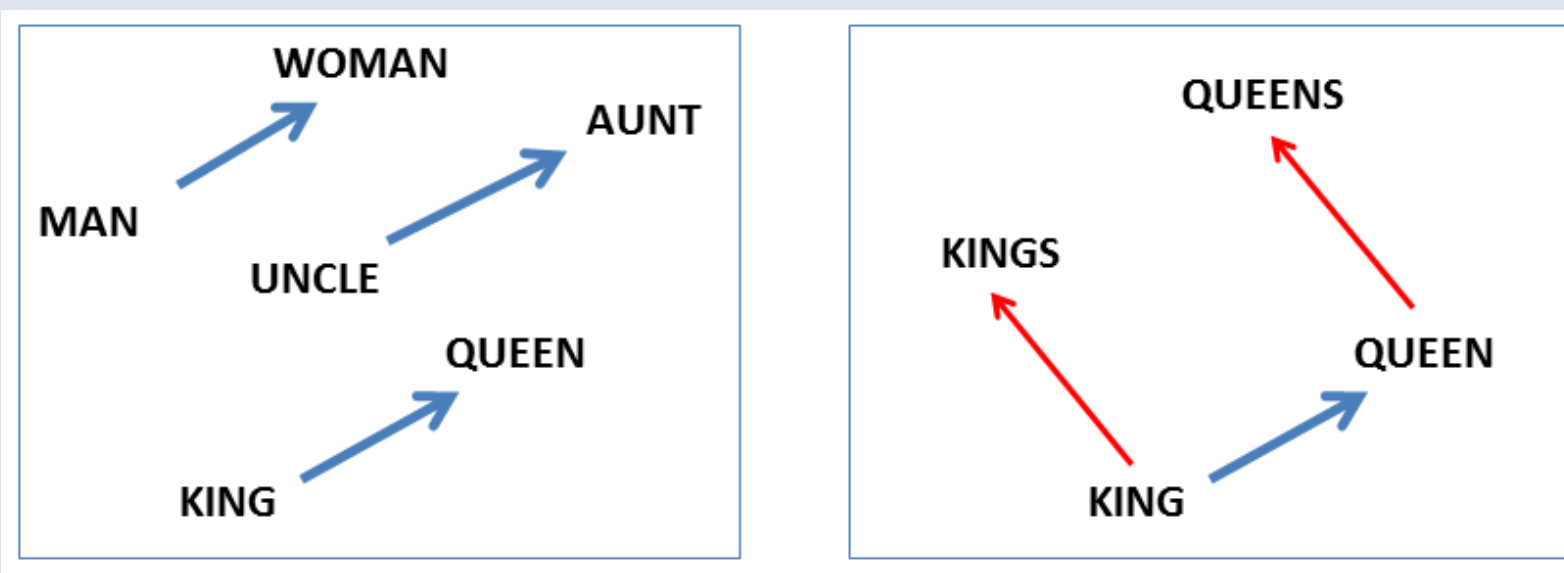 WOMAN
AUNT
MAN
UNCLE
QUEEN
KING
QUEENS
KINGS
QUEEN
KING